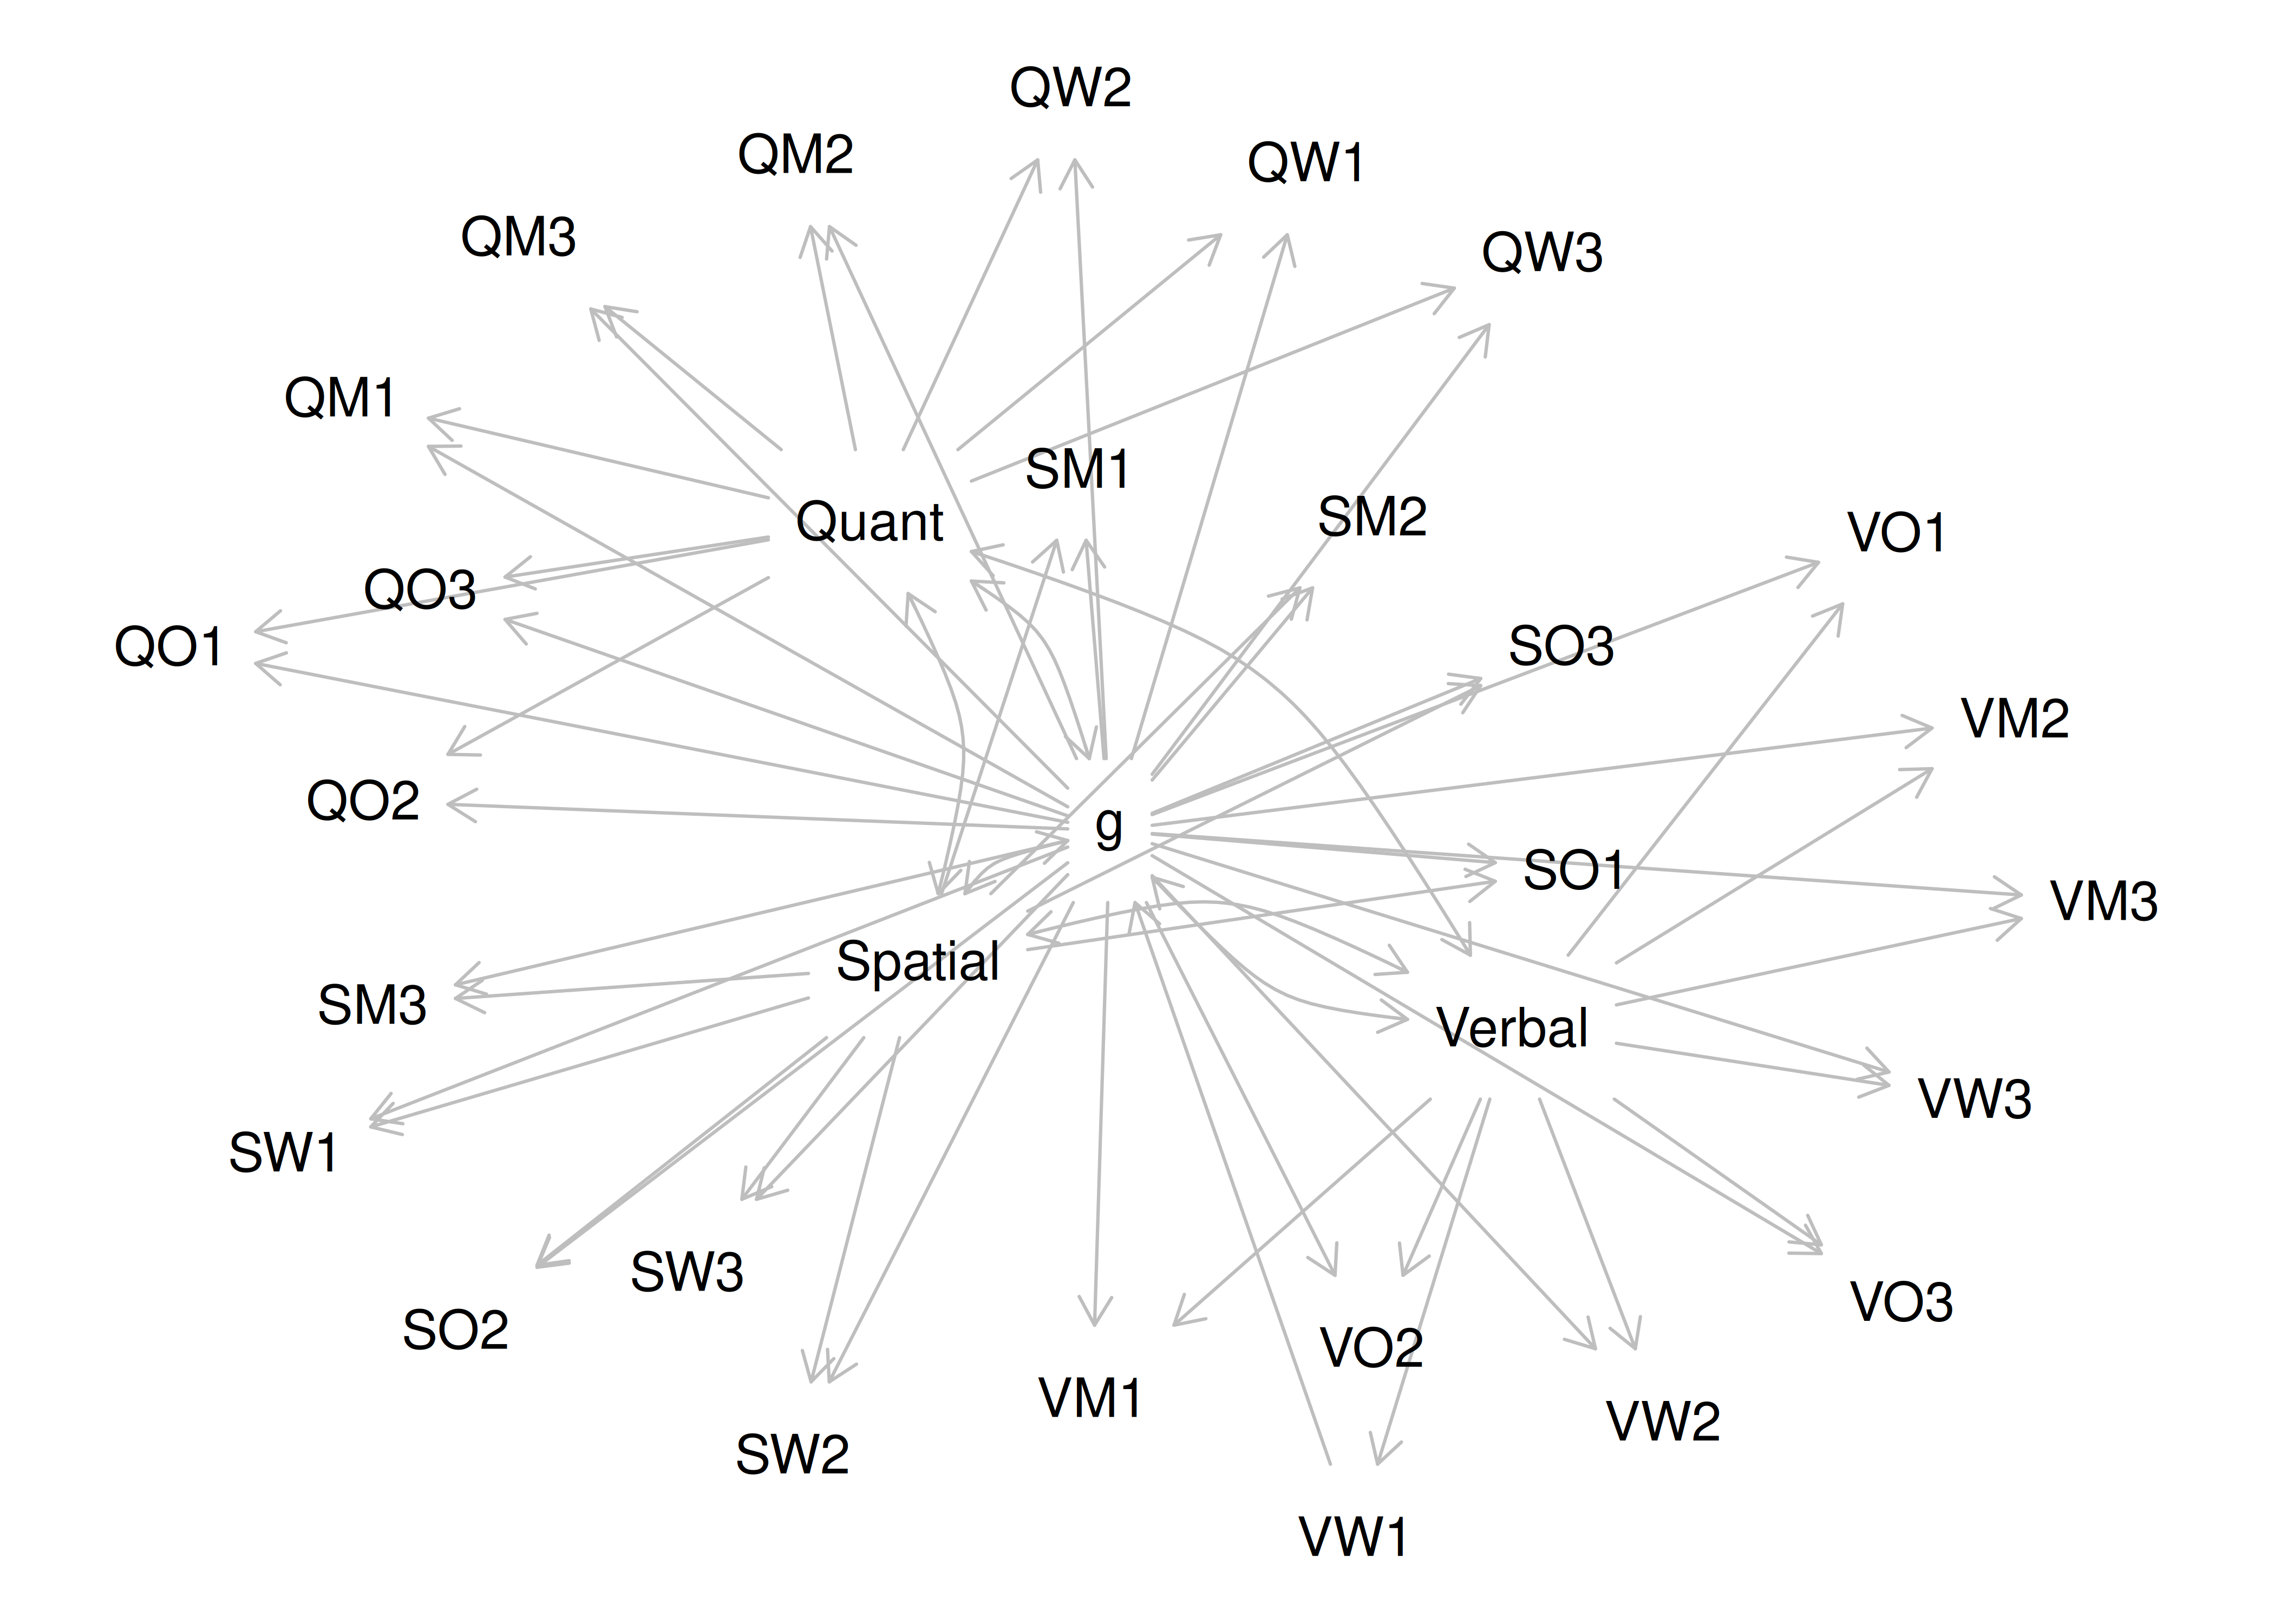 QW2
QM2
QW1
QM3
QW3
QM1
SM1
SM2
Quant
VO1
QO3
QO1
SO3
VM2
QO2
g
SO1
VM3
Spatial
SM3
Verbal
VW3
SW1
SW3
VO3
SO2
VO2
VM1
VW2
SW2
VW1